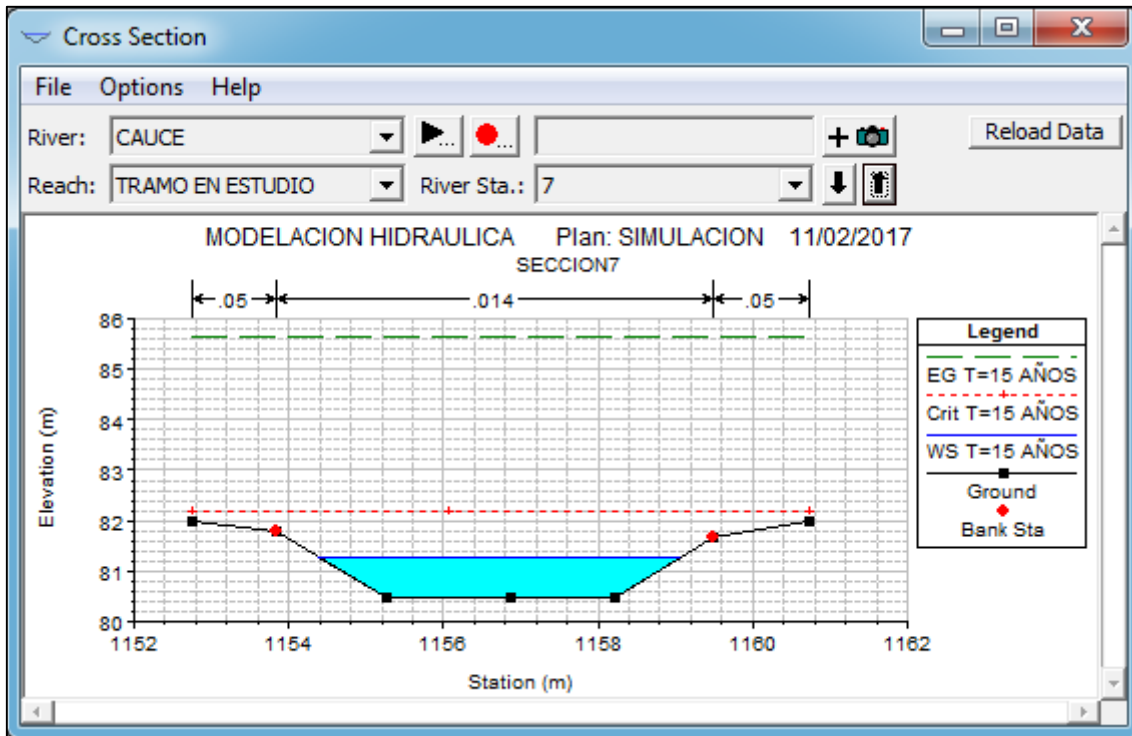 Cross Section
File Options Help
River: CAUCE Reload Data
Reach: TRAMO EN ESTUDIO River Sta.: 7
MODELACION HIDRAULICA Plan: SIMULACION 11/02/2017
SECCION7
.05 .014 .05
86
85
84
83
82
81
80
Elevation (m)
1152 1154 1156 1158 1160 1162
Station (m)
Legend
EG T=15 AÑOS
Crit T=15 AÑOS
WS T=15 AÑOS
Ground
Bank Sta